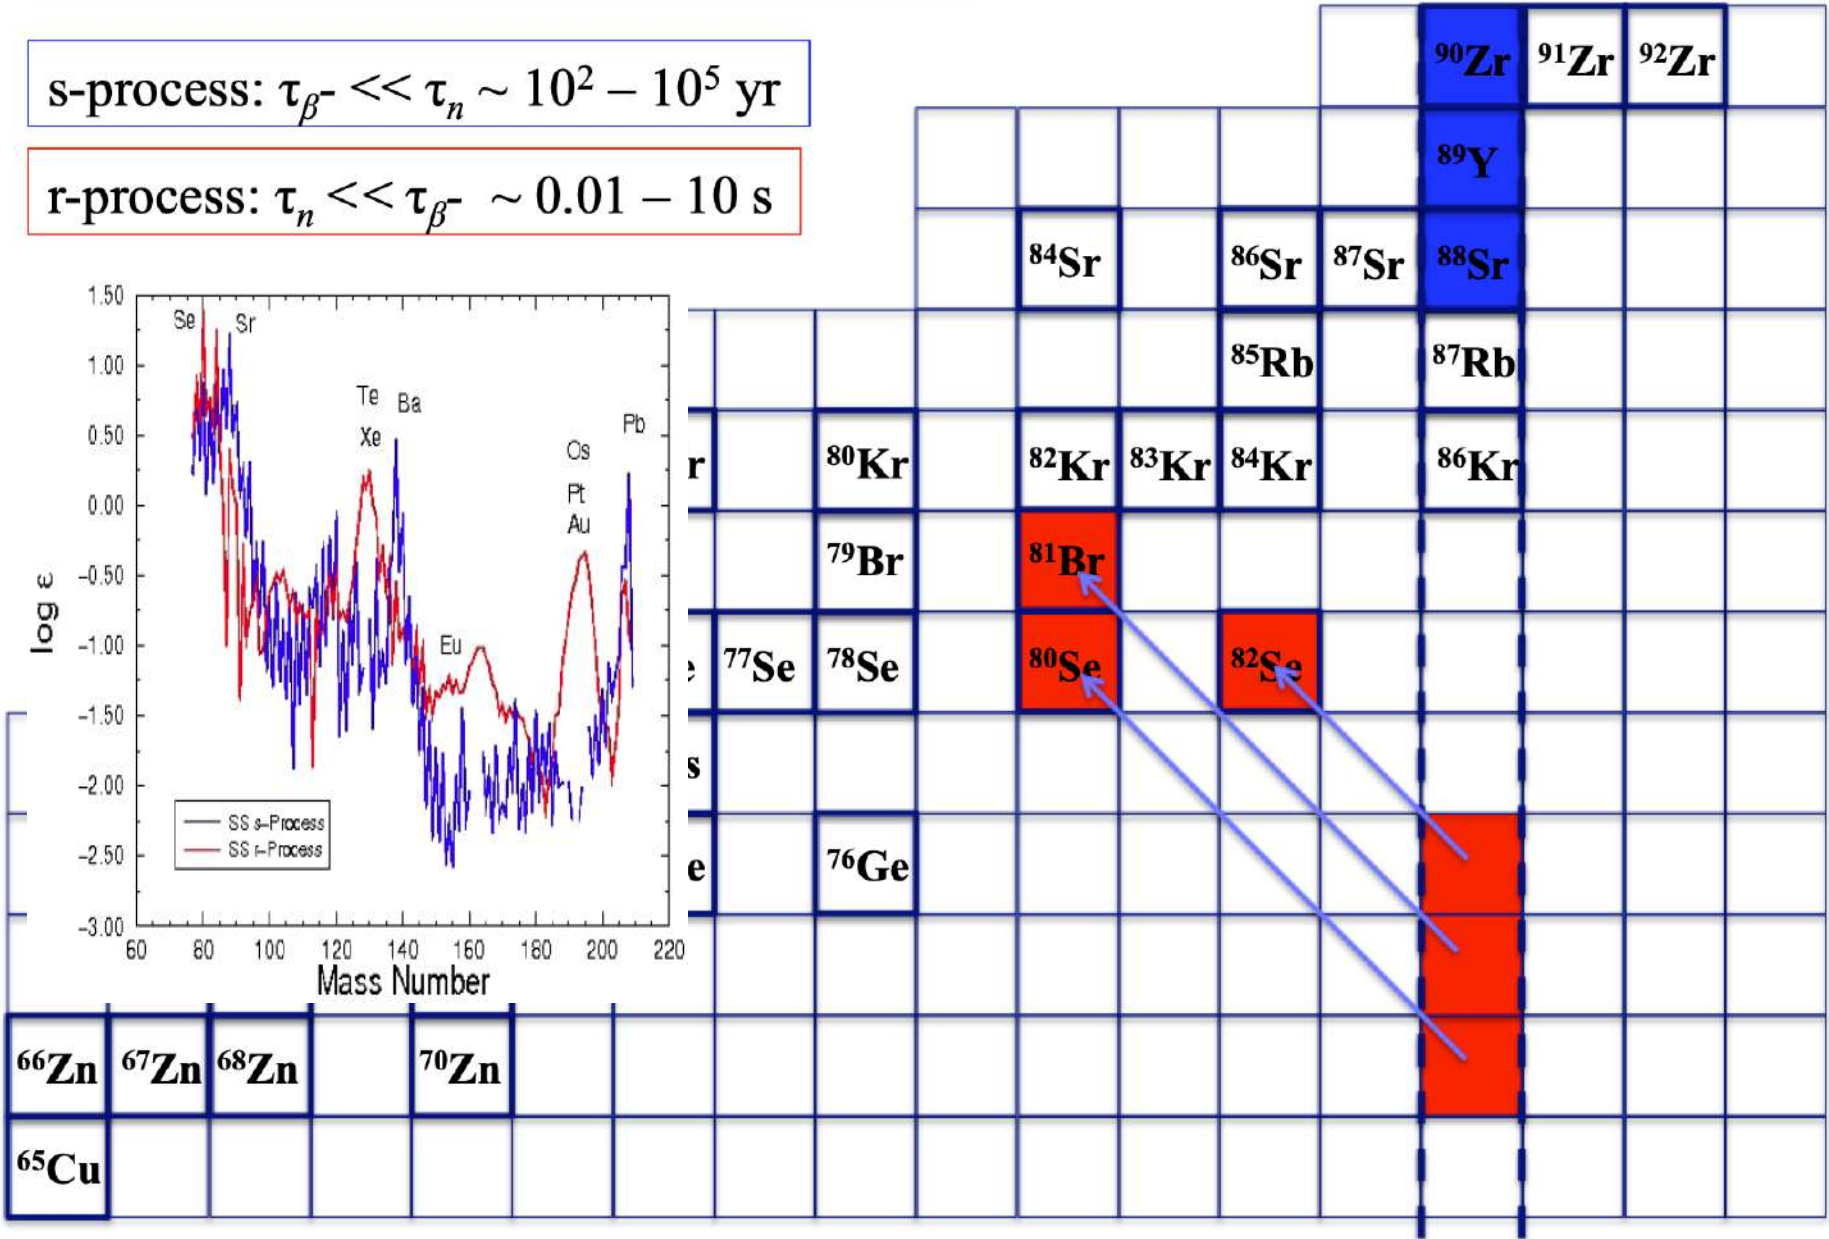 s-process: τβ- << τn ~ 10² – 10⁵ yr
r-process: τn << τβ- ~ 0.01 – 10 s
⁹⁰Zr ⁹¹Zr ⁹²Zr
⁸⁹Y
⁸⁴Sr ⁸⁶Sr ⁸⁷Sr ⁸⁸Sr
⁸⁵Rb ⁸⁷Rb
r ⁸⁰Kr ⁸²Kr ⁸³Kr ⁸⁴Kr ⁸⁶Kr
⁷⁹Br ⁸¹Br
e ⁷⁷Se ⁷⁸Se ⁸⁰Se ⁸²Se
s
e ⁷⁶Ge
⁶⁶Zn ⁶⁷Zn ⁶⁸Zn ⁷⁰Zn
⁶⁵Cu
log ε
1.50
1.00
0.50
0.00
−0.50
−1.00
−1.50
−2.00
−2.50
−3.00
Se Sr
Te Ba
Xe
Pb
Os
Pt
Au
Eu
SS s−Process
SS r−Process
60 80 100 120 140 160 180 200 220
Mass Number